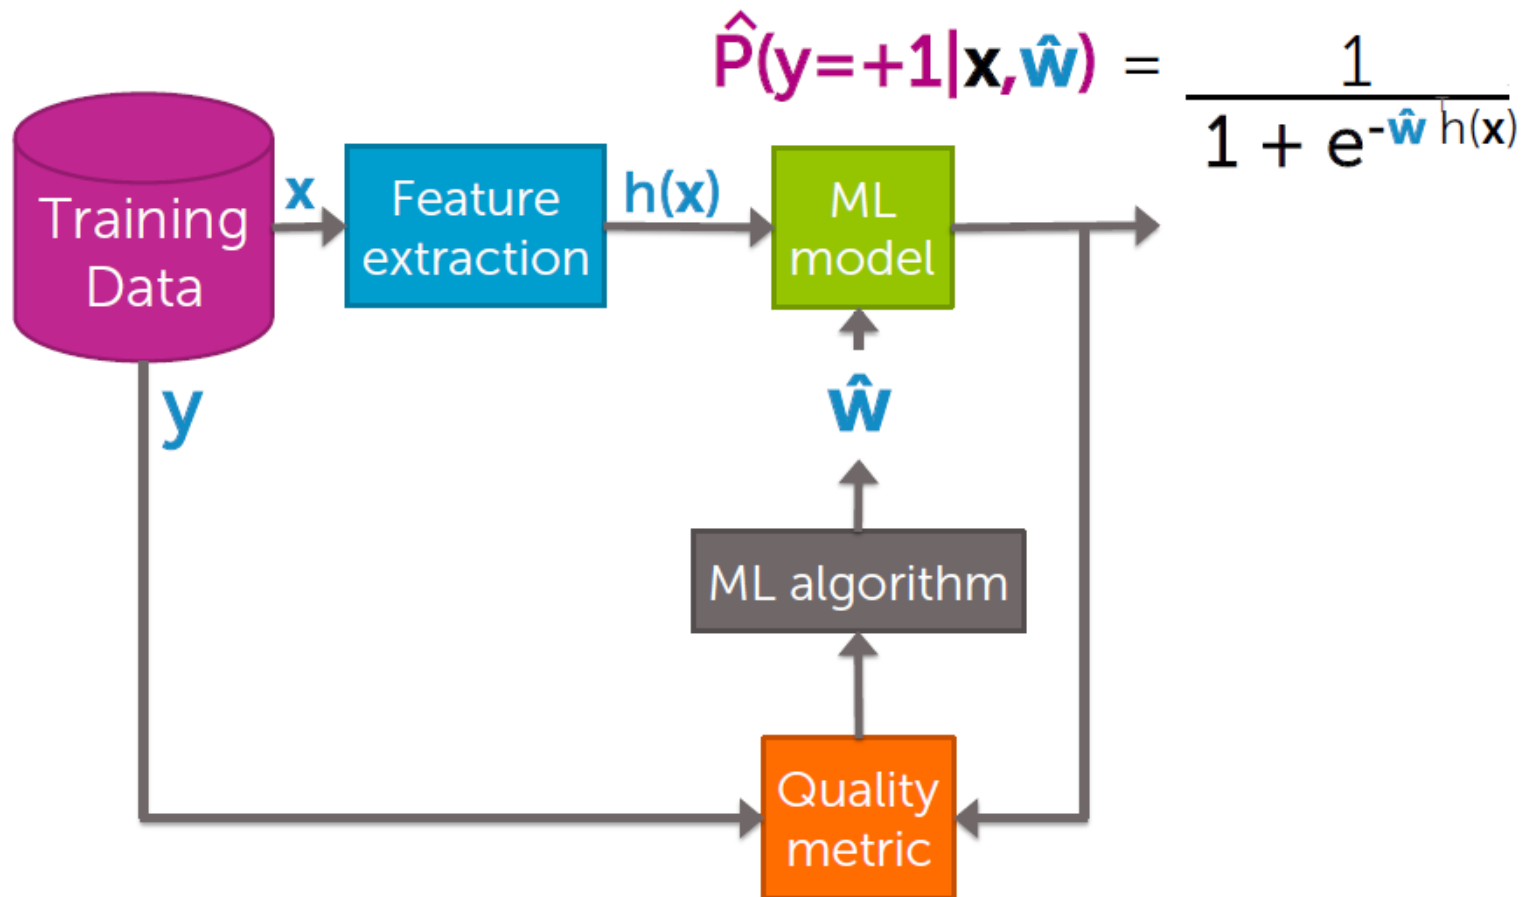 P̂(y=+1|x,ŵ) = 1
1 + e^-ŵ^T h(x)
Training
Data
x
Feature
extraction
h(x)
ML
model
y
ŵ
ML algorithm
Quality
metric